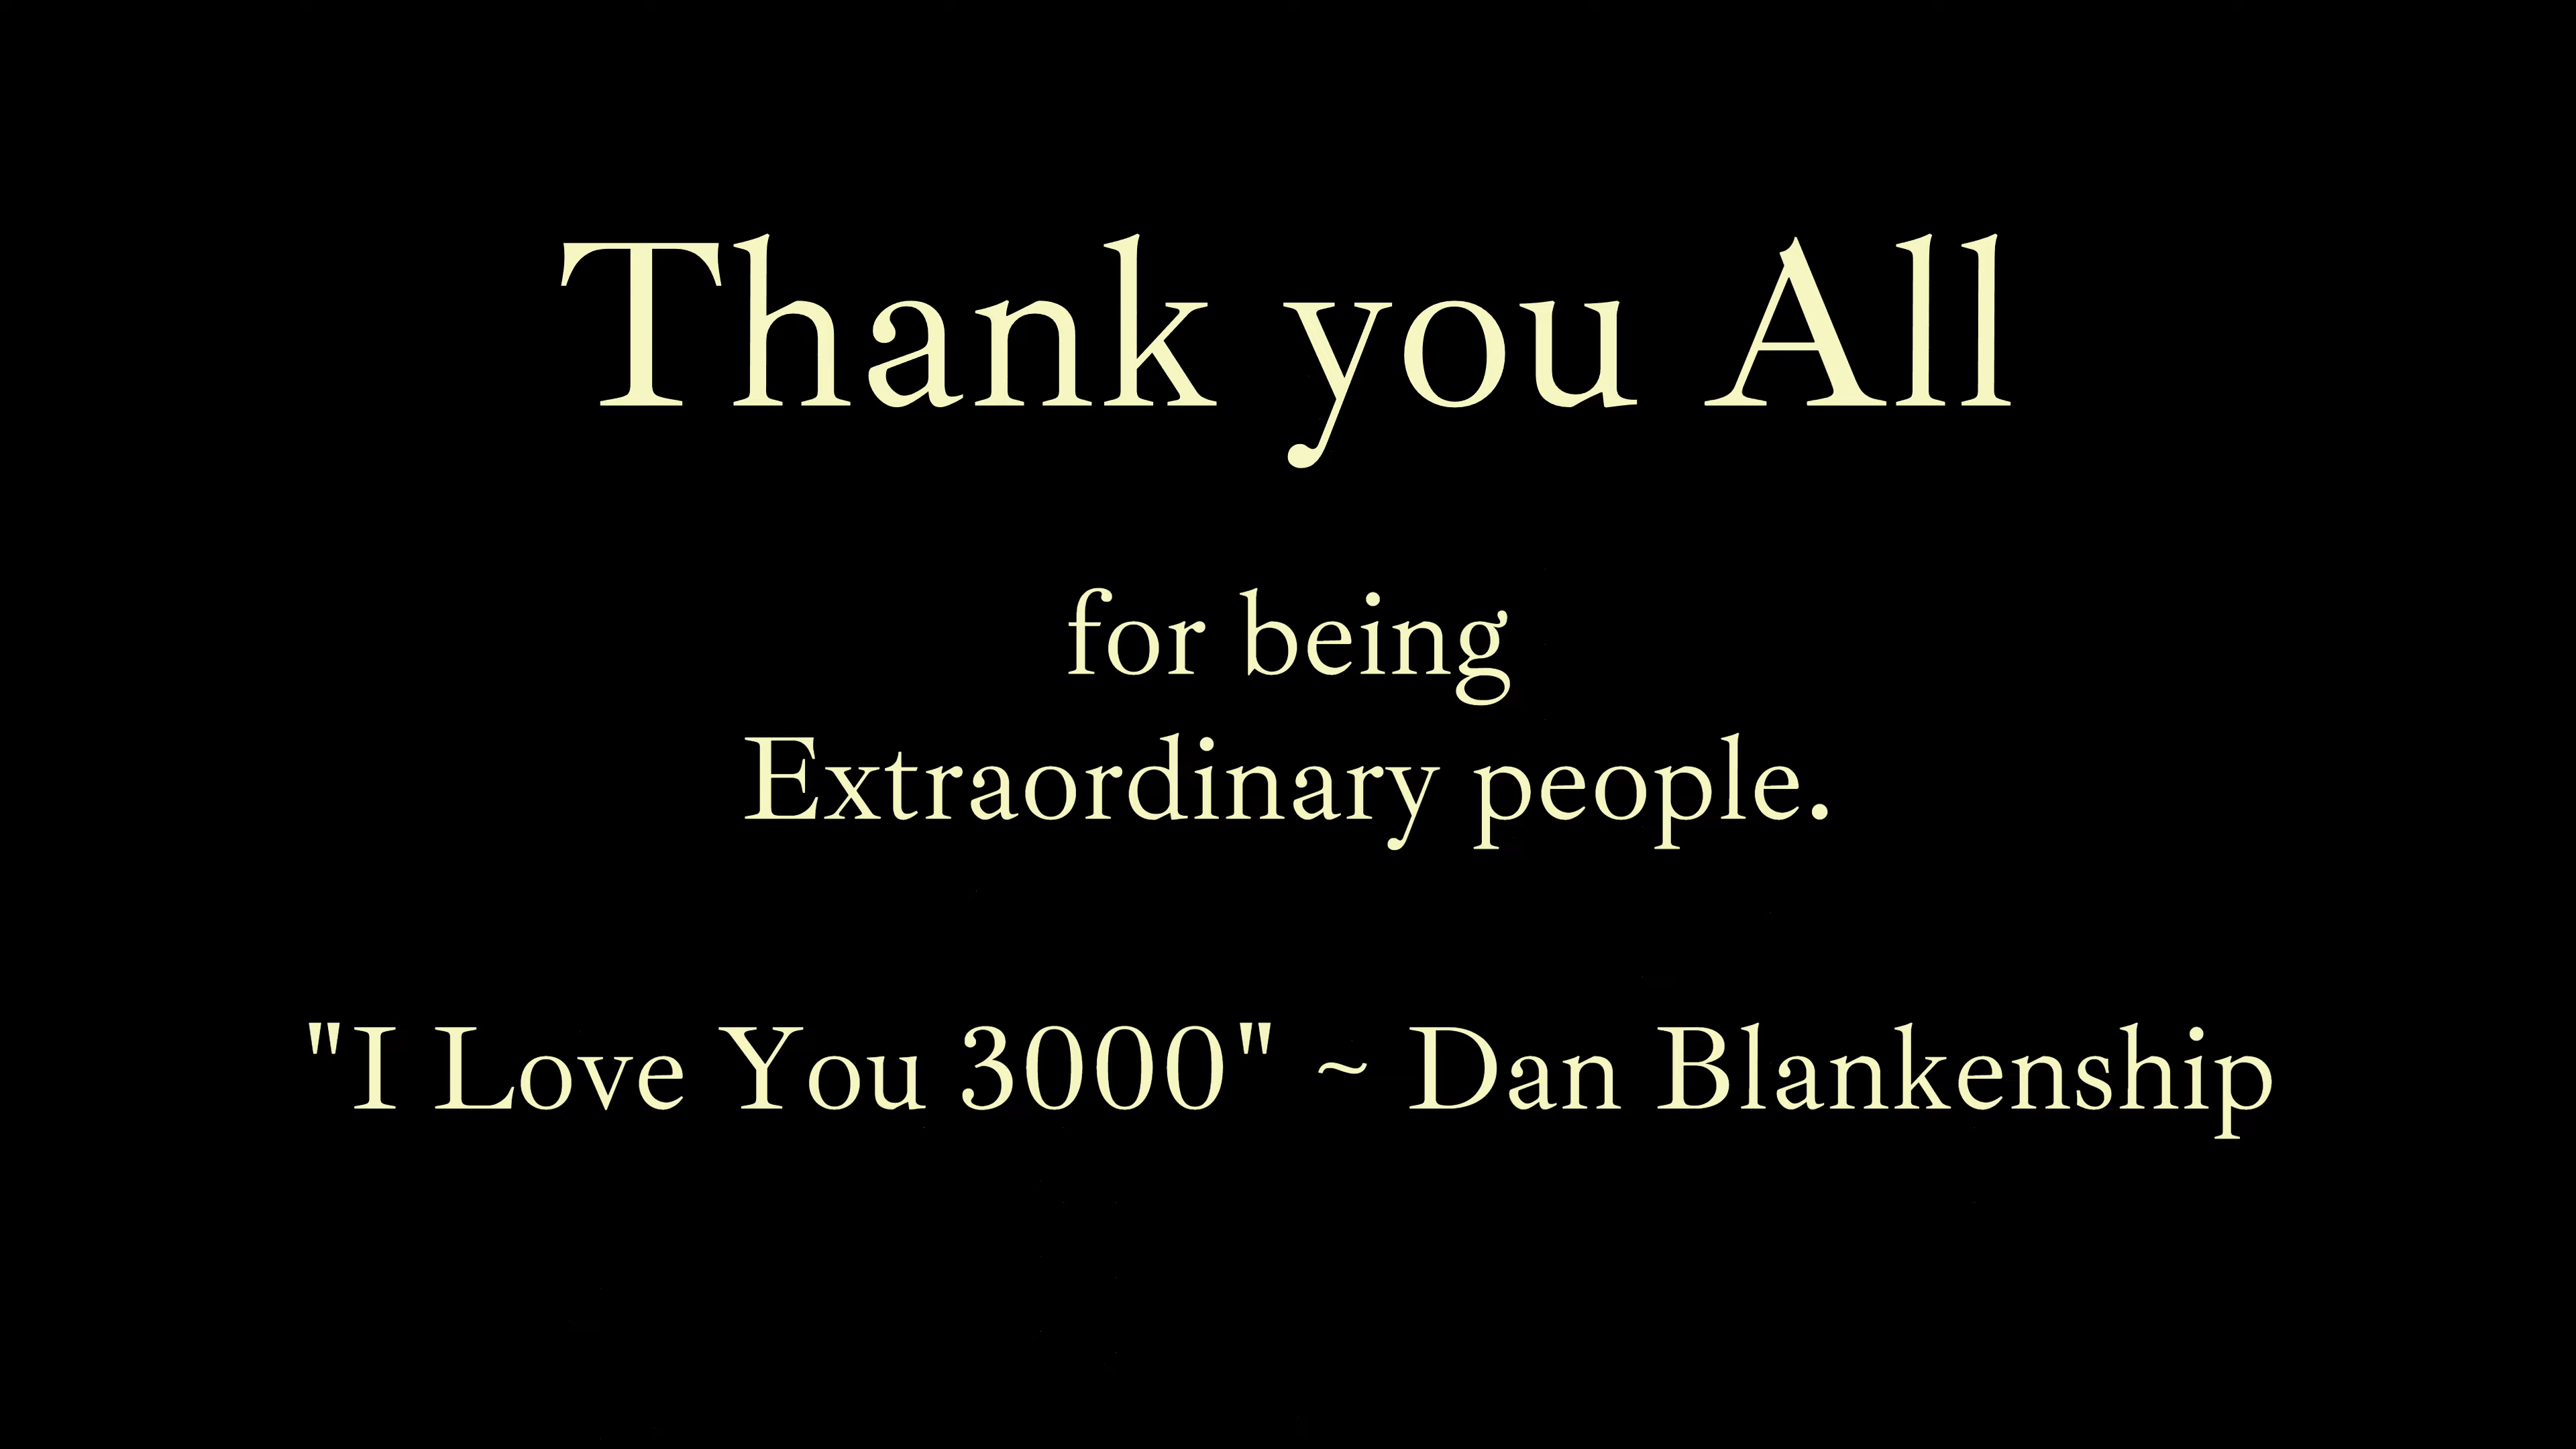 Thank you All
for being
Extraordinary people.
"I Love You 3000" ~ Dan Blankenship